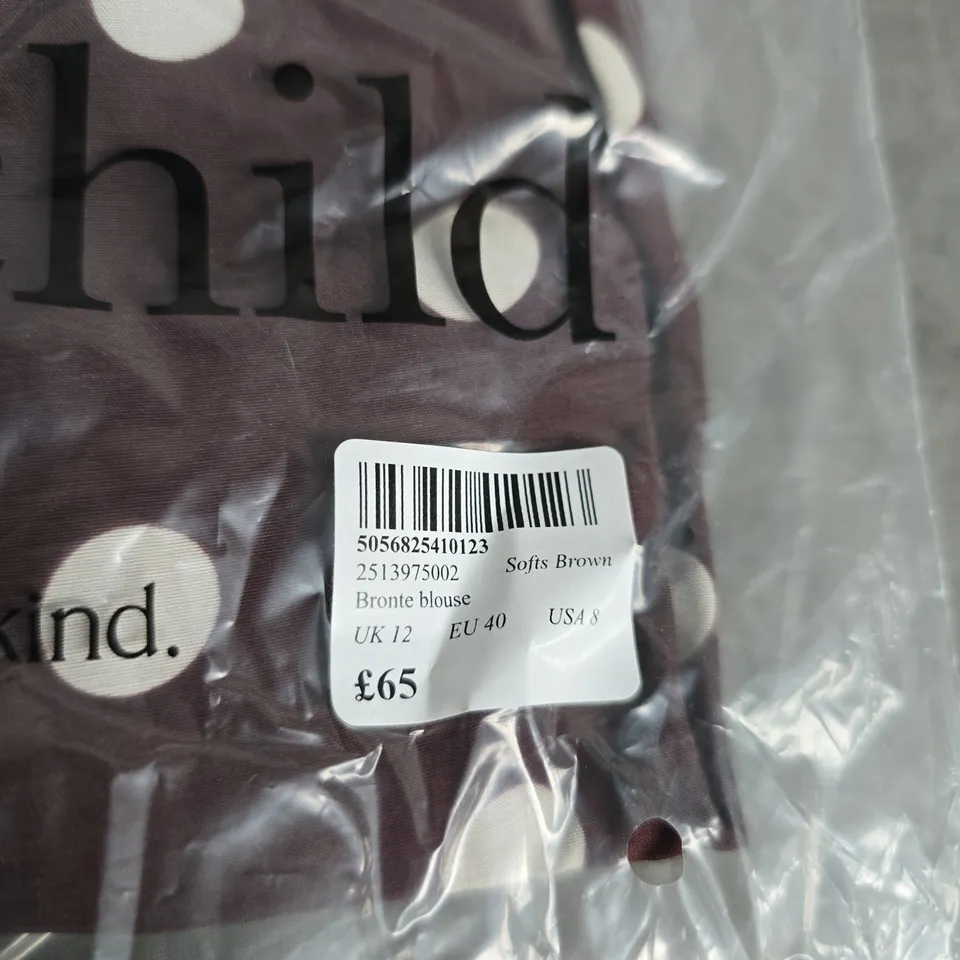 child
kind.
5056825410123
2513975002 Softs Brown
Bronte blouse
UK 12 EU 40 USA 8
£65